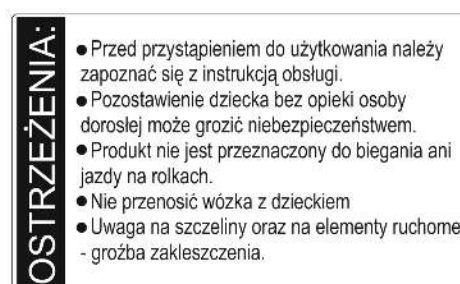 OSTRZEŻENIA:
● Przed przystąpieniem do użytkowania należy
zapoznać się z instrukcją obsługi.
● Pozostawienie dziecka bez opieki osoby
dorosłej może grozić niebezpieczeństwem.
● Produkt nie jest przeznaczony do biegania ani
jazdy na rolkach.
● Nie przenosić wózka z dzieckiem
● Uwaga na szczeliny oraz na elementy ruchome
- groźba zakleszczenia.